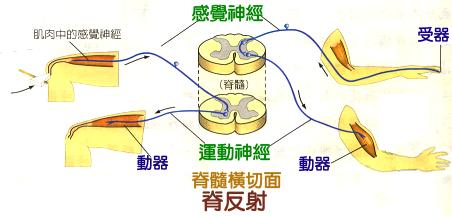 感覺神經
肌肉中的感覺神經
受器
(脊髓)
動器
運動神經
動器
脊髓橫切面
脊反射